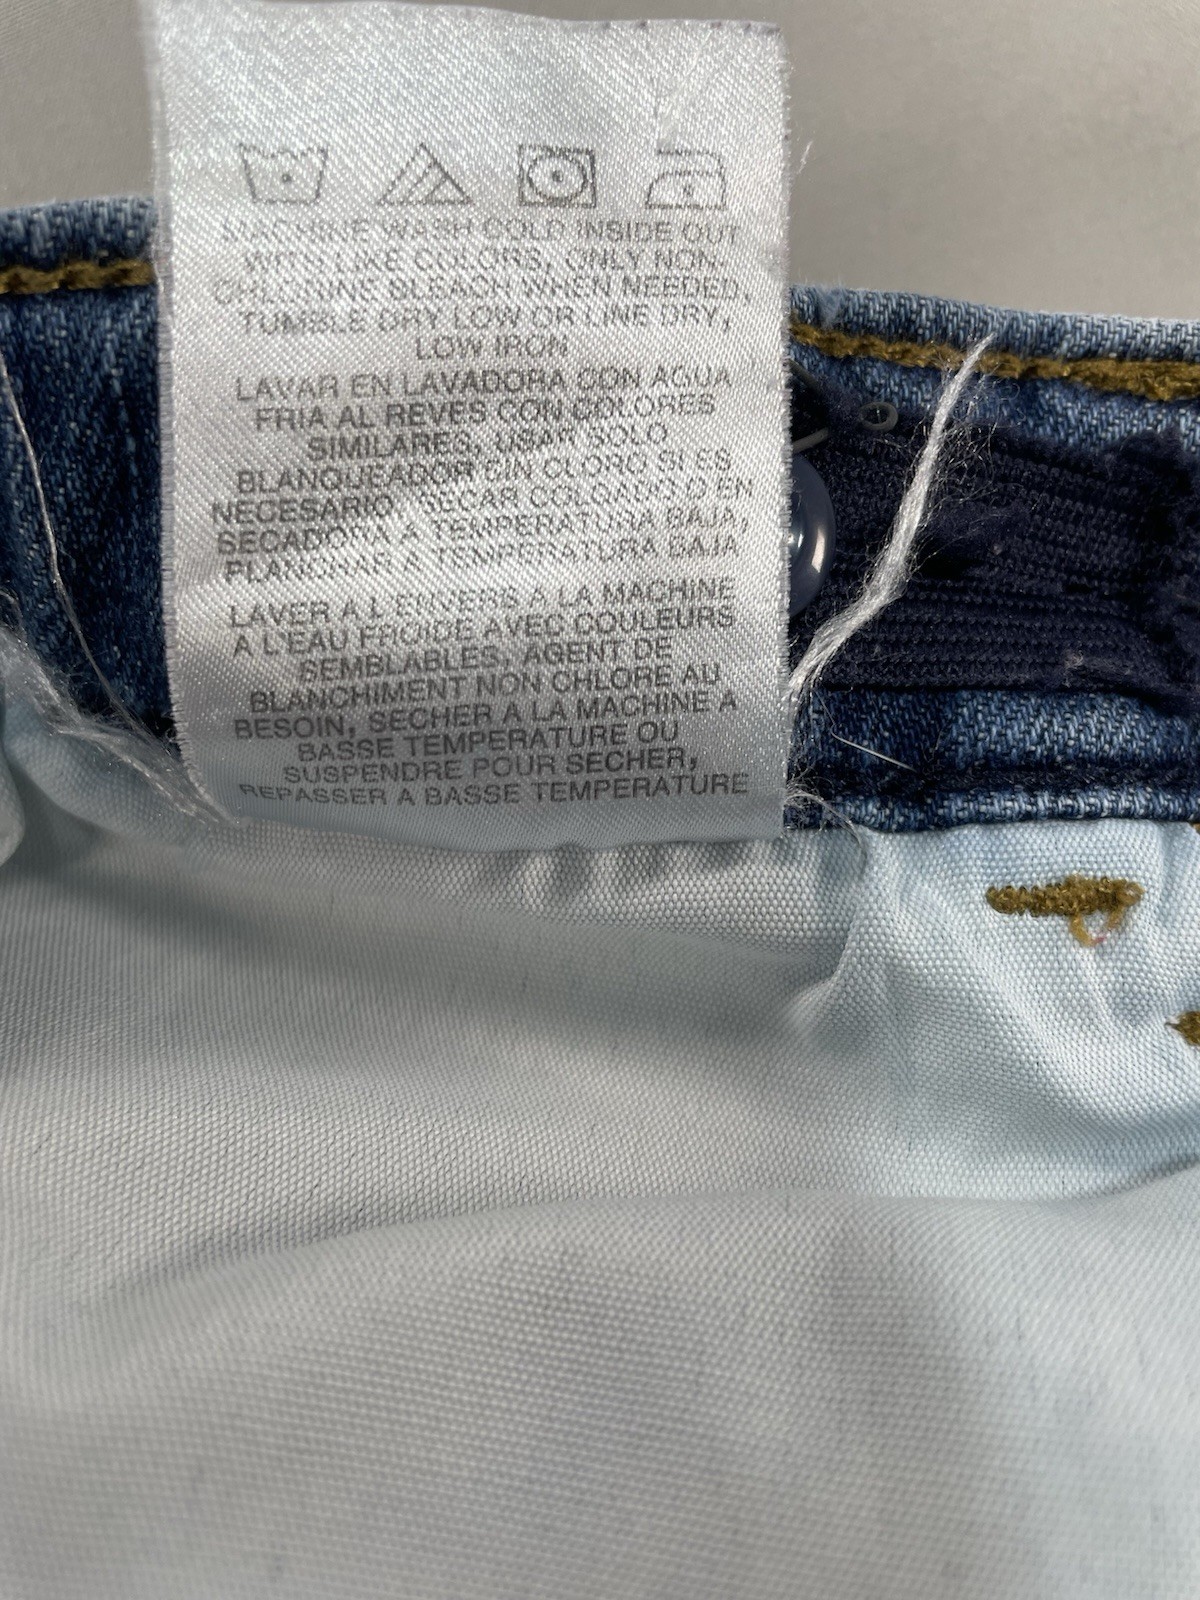 MACHINE WASH COLD INSIDE OUT
WITH LIKE COLORS, ONLY NON-
CHLORINE BLEACH WHEN NEEDED,
TUMBLE DRY LOW OR LINE DRY,
LOW IRON
LAVAR EN LAVADORA CON AGUA
FRIA AL REVES CON COLORES
SIMILARES, USAR SOLO
BLANQUEADOR SIN CLORO SI ES
NECESARIO, SECAR COLGADO O EN
SECADORA A TEMPERATURA BAJA,
PLANCHAR A TEMPERATURA BAJA
LAVER A L'ENVERS A LA MACHINE
A L'EAU FROIDE AVEC COULEURS
SEMBLABLES, AGENT DE
BLANCHIMENT NON CHLORE AU
BESOIN, SECHER A LA MACHINE A
BASSE TEMPERATURE OU
SUSPENDRE POUR SECHER,
REPASSER A BASSE TEMPERATURE